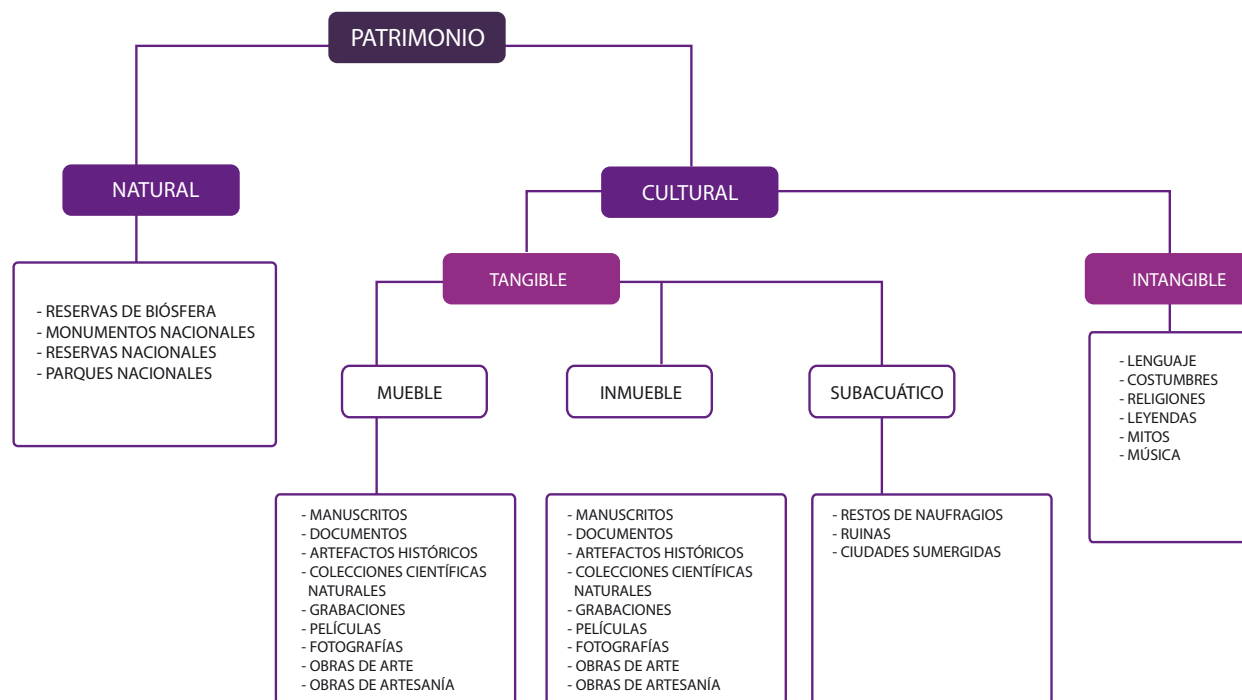 PATRIMONIO
NATURAL
CULTURAL
- RESERVAS DE BIÓSFERA
- MONUMENTOS NACIONALES
- RESERVAS NACIONALES
- PARQUES NACIONALES
TANGIBLE
INTANGIBLE
MUEBLE
INMUEBLE
SUBACUÁTICO
- MANUSCRITOS
- DOCUMENTOS
- ARTEFACTOS HISTÓRICOS
- COLECCIONES CIENTÍFICAS
NATURALES
- GRABACIONES
- PELÍCULAS
- FOTOGRAFÍAS
- OBRAS DE ARTE
- OBRAS DE ARTESANÍA
- MANUSCRITOS
- DOCUMENTOS
- ARTEFACTOS HISTÓRICOS
- COLECCIONES CIENTÍFICAS
NATURALES
- GRABACIONES
- PELÍCULAS
- FOTOGRAFÍAS
- OBRAS DE ARTE
- OBRAS DE ARTESANÍA
- RESTOS DE NAUFRAGIOS
- RUINAS
- CIUDADES SUMERGIDAS
- LENGUAJE
- COSTUMBRES
- RELIGIONES
- LEYENDAS
- MITOS
- MÚSICA